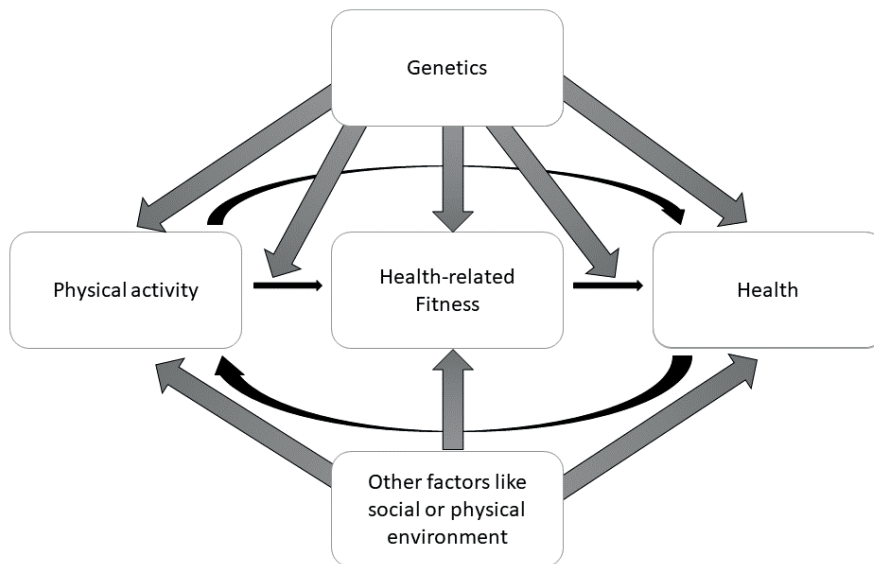 Genetics
Physical activity
Health-related
Fitness
Health
Other factors like
social or physical
environment